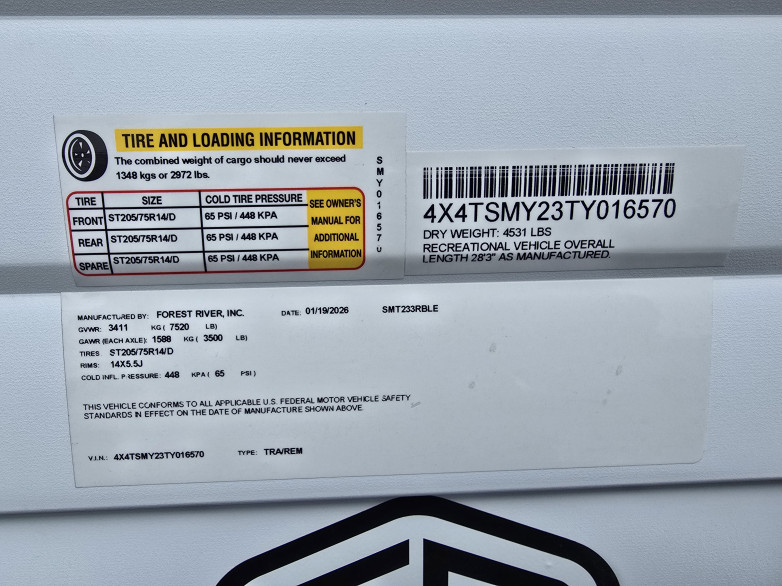 TIRE AND LOADING INFORMATION
The combined weight of cargo should never exceed
1348 kgs or 2972 lbs.
TIRE SIZE COLD TIRE PRESSURE SEE OWNER'S MANUAL FOR ADDITIONAL INFORMATION
FRONT ST205/75R14/D 65 PSI / 448 KPA
REAR ST205/75R14/D 65 PSI / 448 KPA
SPARE ST205/75R14/D 65 PSI / 448 KPA
SMY016570
4X4TSMY23TY016570
DRY WEIGHT: 4531 LBS
RECREATIONAL VEHICLE OVERALL
LENGTH 28'3" AS MANUFACTURED.
MANUFACTURED BY: FOREST RIVER, INC. DATE: 01/19/2026 SMT233RBLE
GVWR: 3411 KG ( 7520 LB)
GAWR (EACH AXLE): 1588 KG ( 3500 LB)
TIRES ST205/75R14/D
RIMS: 14X5.5J
COLD INFL. PRESSURE: 448 KPA ( 65 PSI )
THIS VEHICLE CONFORMS TO ALL APPLICABLE U.S. FEDERAL MOTOR VEHICLE SAFETY
STANDARDS IN EFFECT ON THE DATE OF MANUFACTURE SHOWN ABOVE.
V.I.N.: 4X4TSMY23TY016570 TYPE: TRA/REM